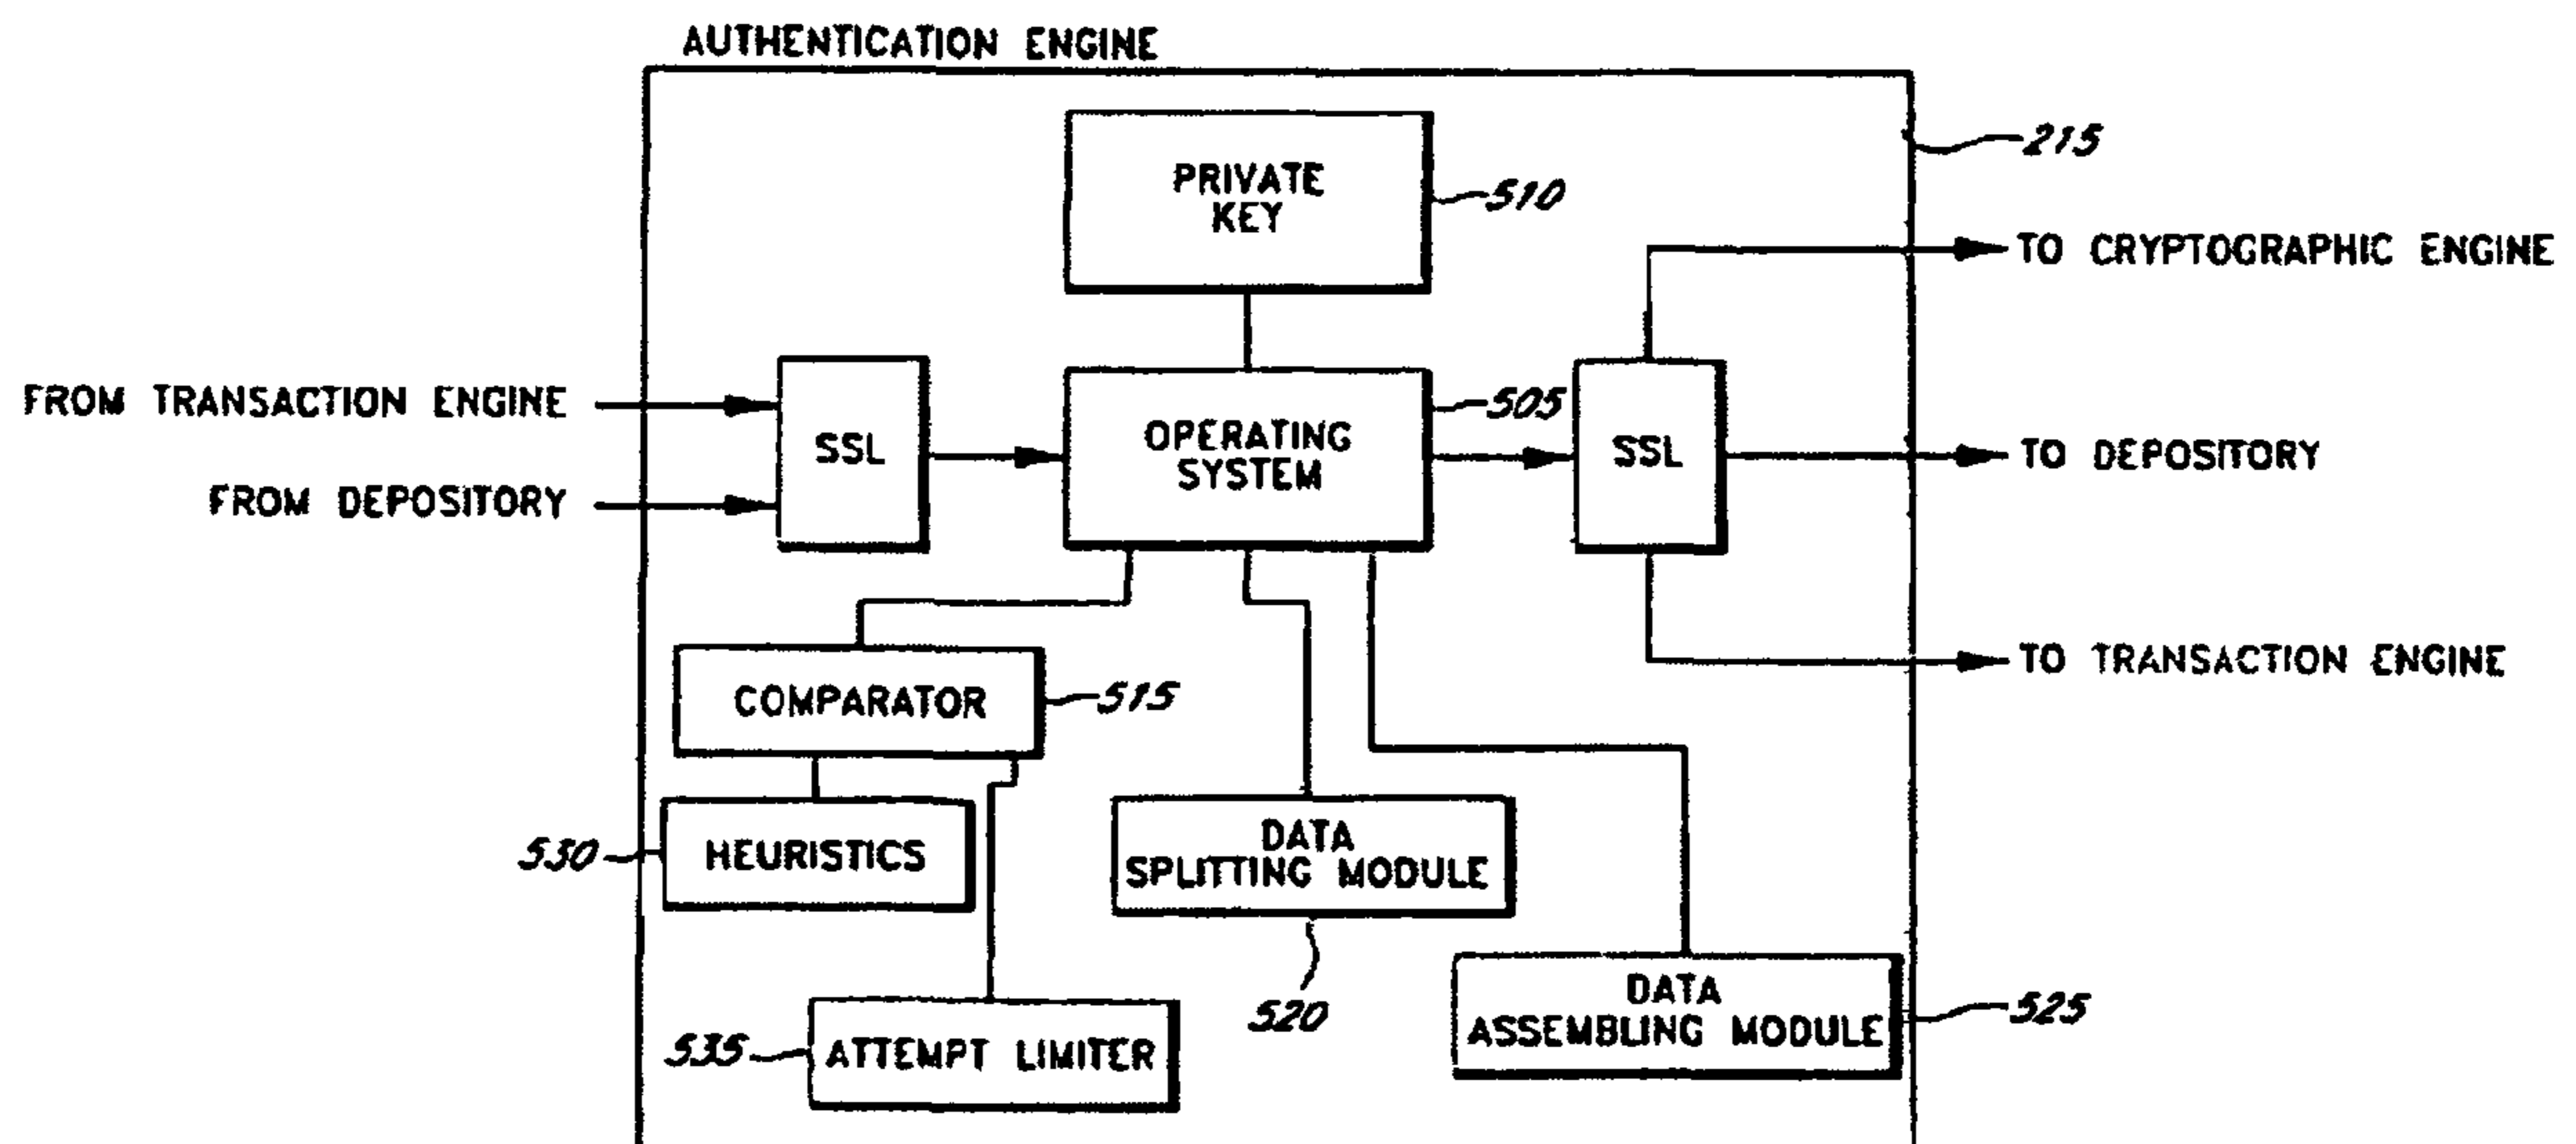 AUTHENTICATION ENGINE
215
PRIVATE
KEY
510
TO CRYPTOGRAPHIC ENGINE
FROM TRANSACTION ENGINE
FROM DEPOSITORY
SSL
OPERATING
SYSTEM
505
SSL
TO DEPOSITORY
TO TRANSACTION ENGINE
COMPARATOR
515
530
HEURISTICS
DATA
SPLITTING MODULE
520
DATA
ASSEMBLING MODULE
525
535
ATTEMPT LIMITER